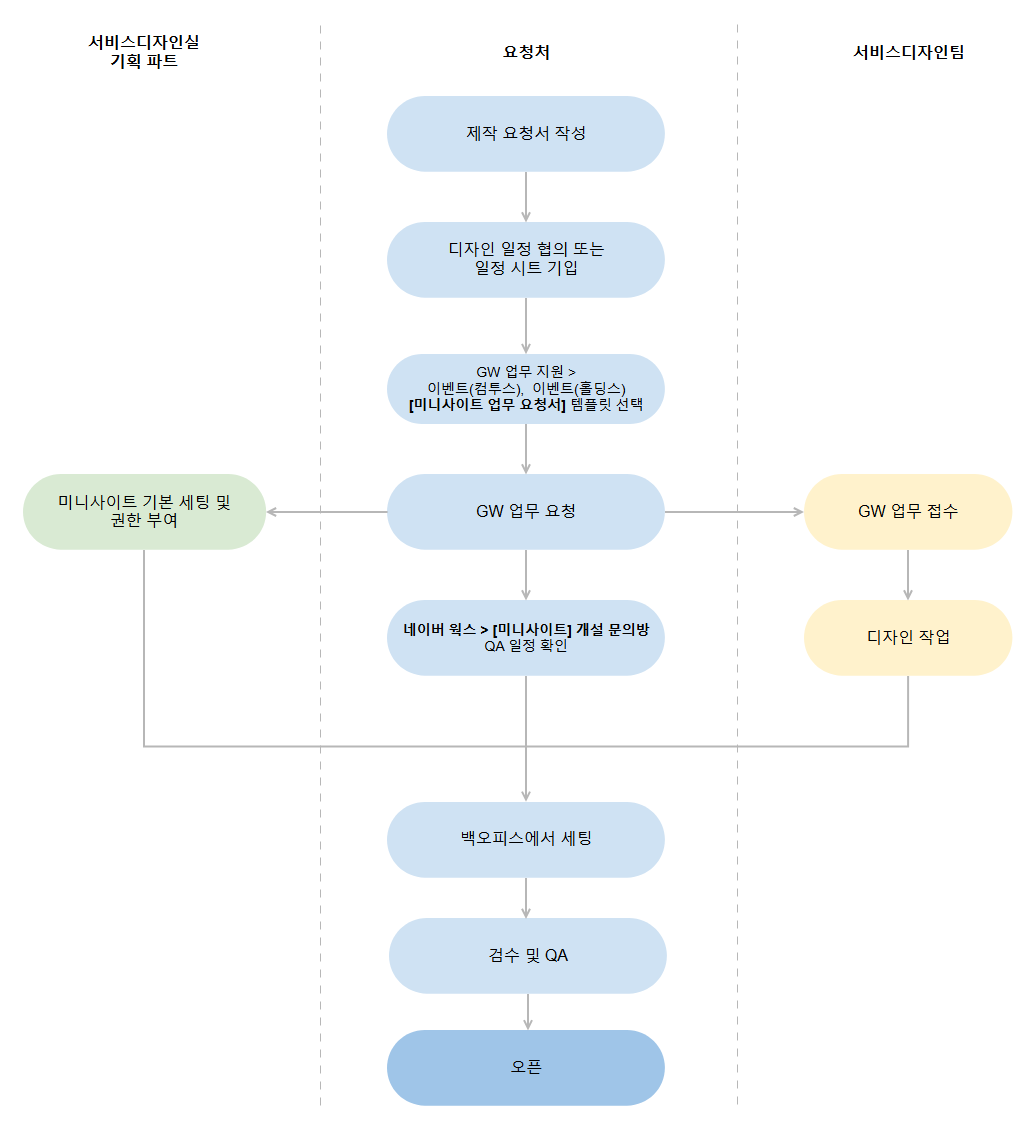 서비스디자인실
기획 파트
요청처
서비스디자인팀
제작 요청서 작성
디자인 일정 협의 또는
일정 시트 기입
GW 업무 지원 >
이벤트(컴투스), 이벤트(홀딩스)
[미니사이트 업무 요청서] 템플릿 선택
미니사이트 기본 세팅 및
권한 부여
GW 업무 요청
GW 업무 접수
네이버 웍스 > [미니사이트] 개설 문의방
QA 일정 확인
디자인 작업
백오피스에서 세팅
검수 및 QA
오픈